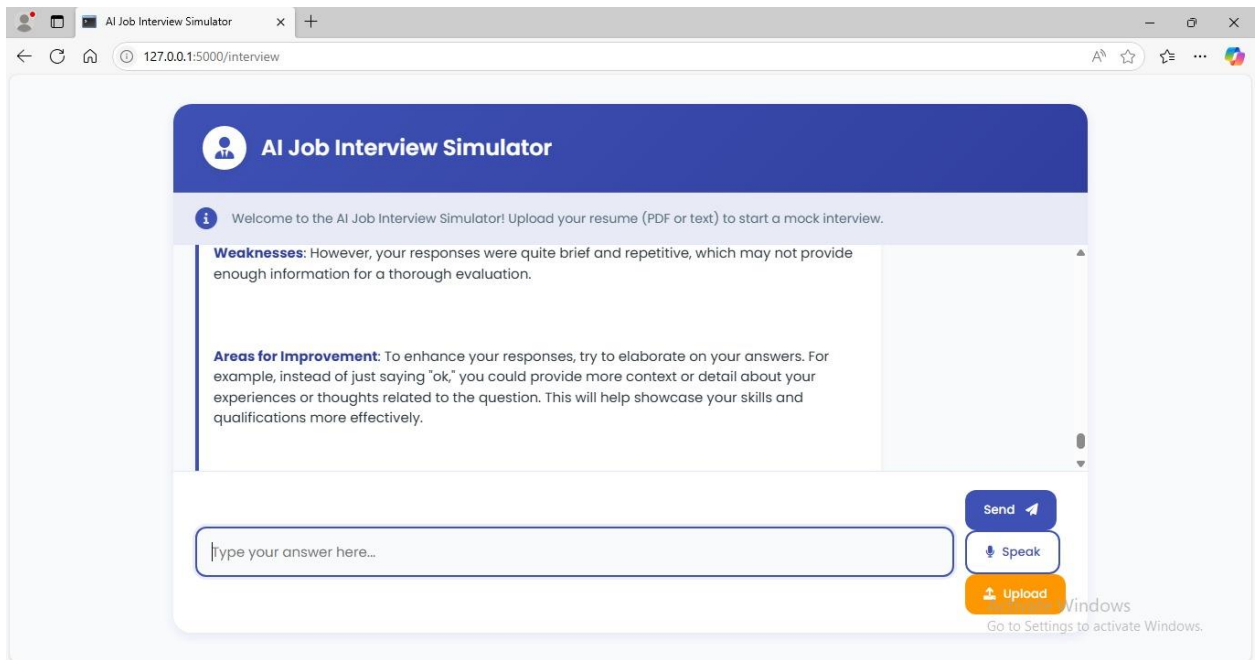 AI Job Interview Simulator
127.0.0.1:5000/interview
AI Job Interview Simulator
Welcome to the AI Job Interview Simulator! Upload your resume (PDF or text) to start a mock interview.
Weaknesses: However, your responses were quite brief and repetitive, which may not provide
enough information for a thorough evaluation.
Areas for Improvement: To enhance your responses, try to elaborate on your answers. For
example, instead of just saying "ok," you could provide more context or detail about your
experiences or thoughts related to the question. This will help showcase your skills and
qualifications more effectively.
Send
Type your answer here...
Speak
Upload
Windows
Go to Settings to activate Windows.